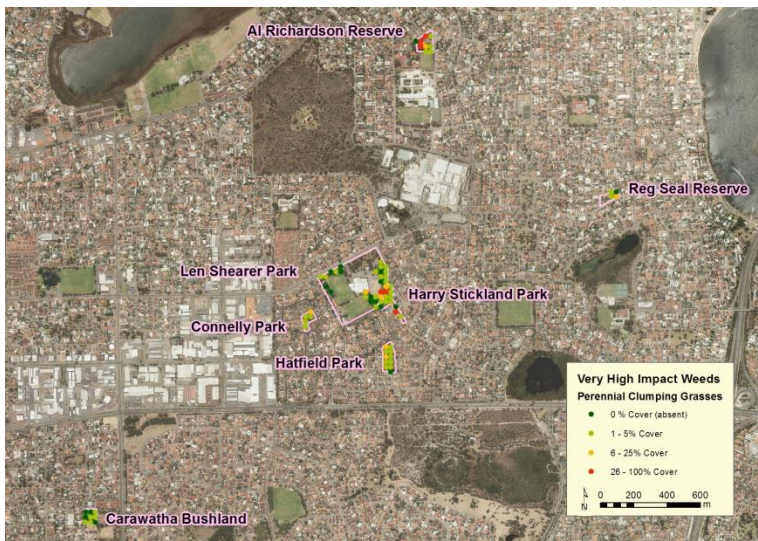 Al Richardson Reserve
Reg Seal Reserve
Len Shearer Park
Harry Stickland Park
Connelly Park
Hatfield Park
Very High Impact Weeds
Perennial Clumping Grasses
0 % Cover (absent)
1 - 5% Cover
6 - 25% Cover
26 - 100% Cover
N
0 100 200 400 600
m
Carawatha Bushland